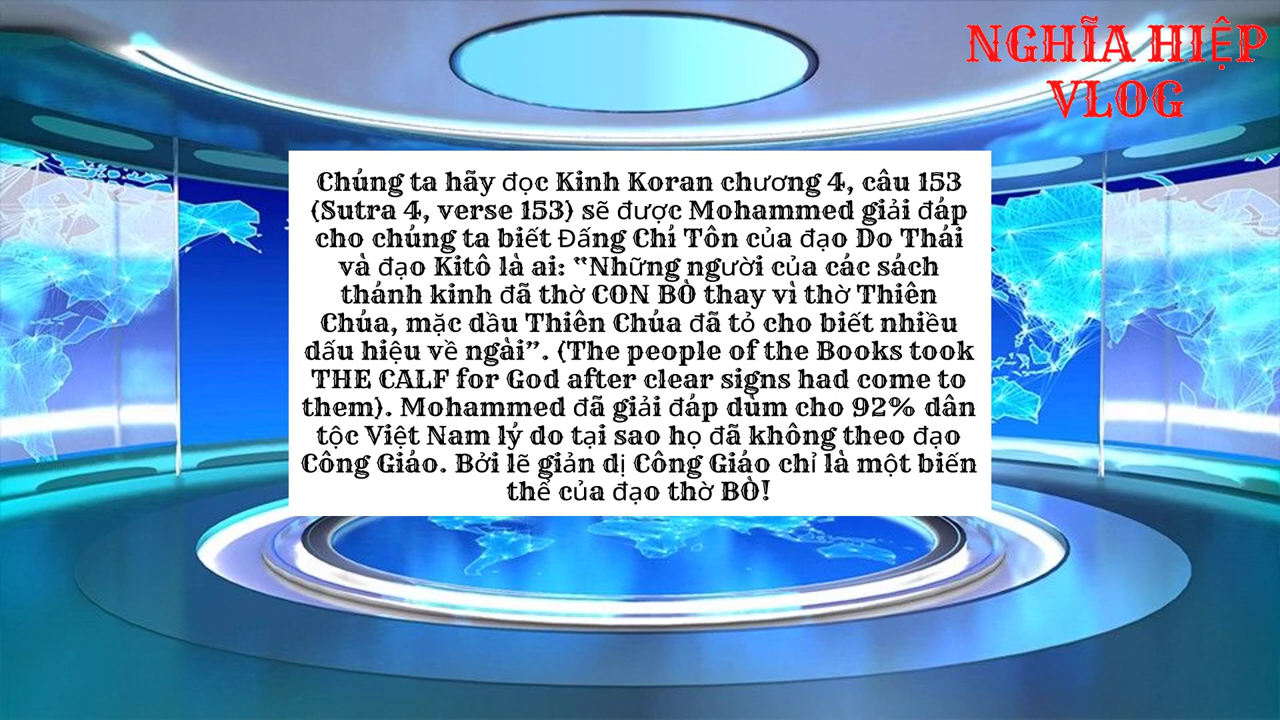 NGHĨA HIỆP
VLOG
Chúng ta hãy đọc Kinh Koran chương 4, câu 153
(Sutra 4, verse 153) sẽ được Mohammed giải đáp
cho chúng ta biết Đấng Chí Tôn của đạo Do Thái
và đạo Kitô là ai: “Những người của các sách
thánh kinh đã thờ CON BÒ thay vì thờ Thiên
Chúa, mặc dầu Thiên Chúa đã tỏ cho biết nhiều
dấu hiệu về ngài”. (The people of the Books took
THE CALF for God after clear signs had come to
them). Mohammed đã giải đáp dùm cho 92% dân
tộc Việt Nam lý do tại sao họ đã không theo đạo
Công Giáo. Bởi lẽ giản dị Công Giáo chỉ là một biến
thể của đạo thờ BÒ!